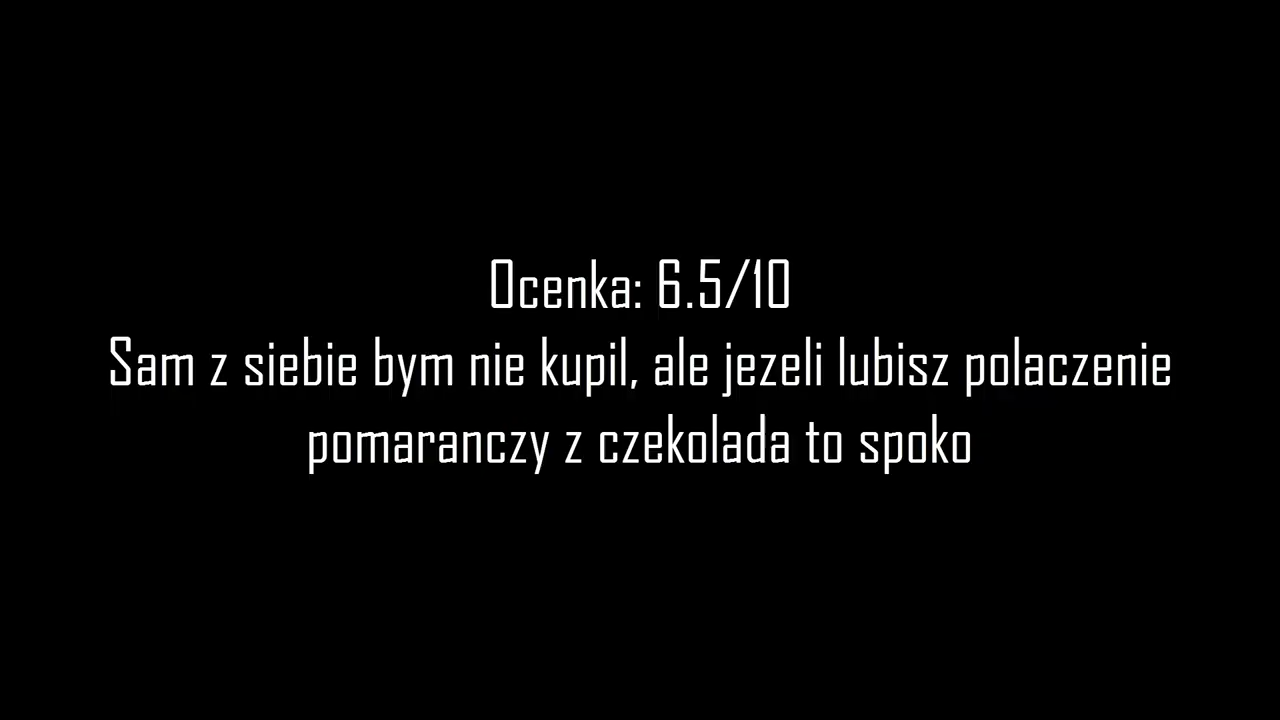 Ocenka: 6.5/10
Sam z siebie bym nie kupil, ale jezeli lubisz polaczenie
pomaranczy z czekolada to spoko